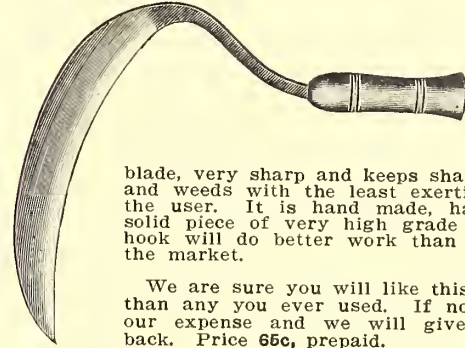 blade, very sharp and keeps sha
and weeds with the least exerti
the user. It is hand made, ha
solid piece of very high grade
hook will do better work than
the market.
We are sure you will like this
than any you ever used. If no
our expense and we will give
back. Price 65c, prepaid.